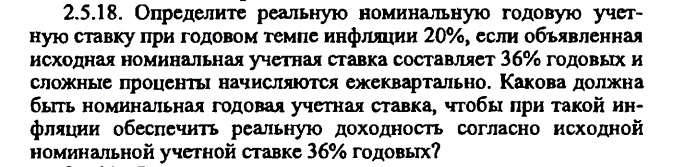 2.5.18. Определите реальную номинальную годовую учет-
ную ставку при годовом темпе инфляции 20%, если объявленная
исходная номинальная учетная ставка составляет 36% годовых и
сложные проценты начисляются ежеквартально. Какова должна
быть номинальная годовая учетная ставка, чтобы при такой ин-
фляции обеспечить реальную доходность согласно исходной
номинальной учетной ставке 36% годовых?